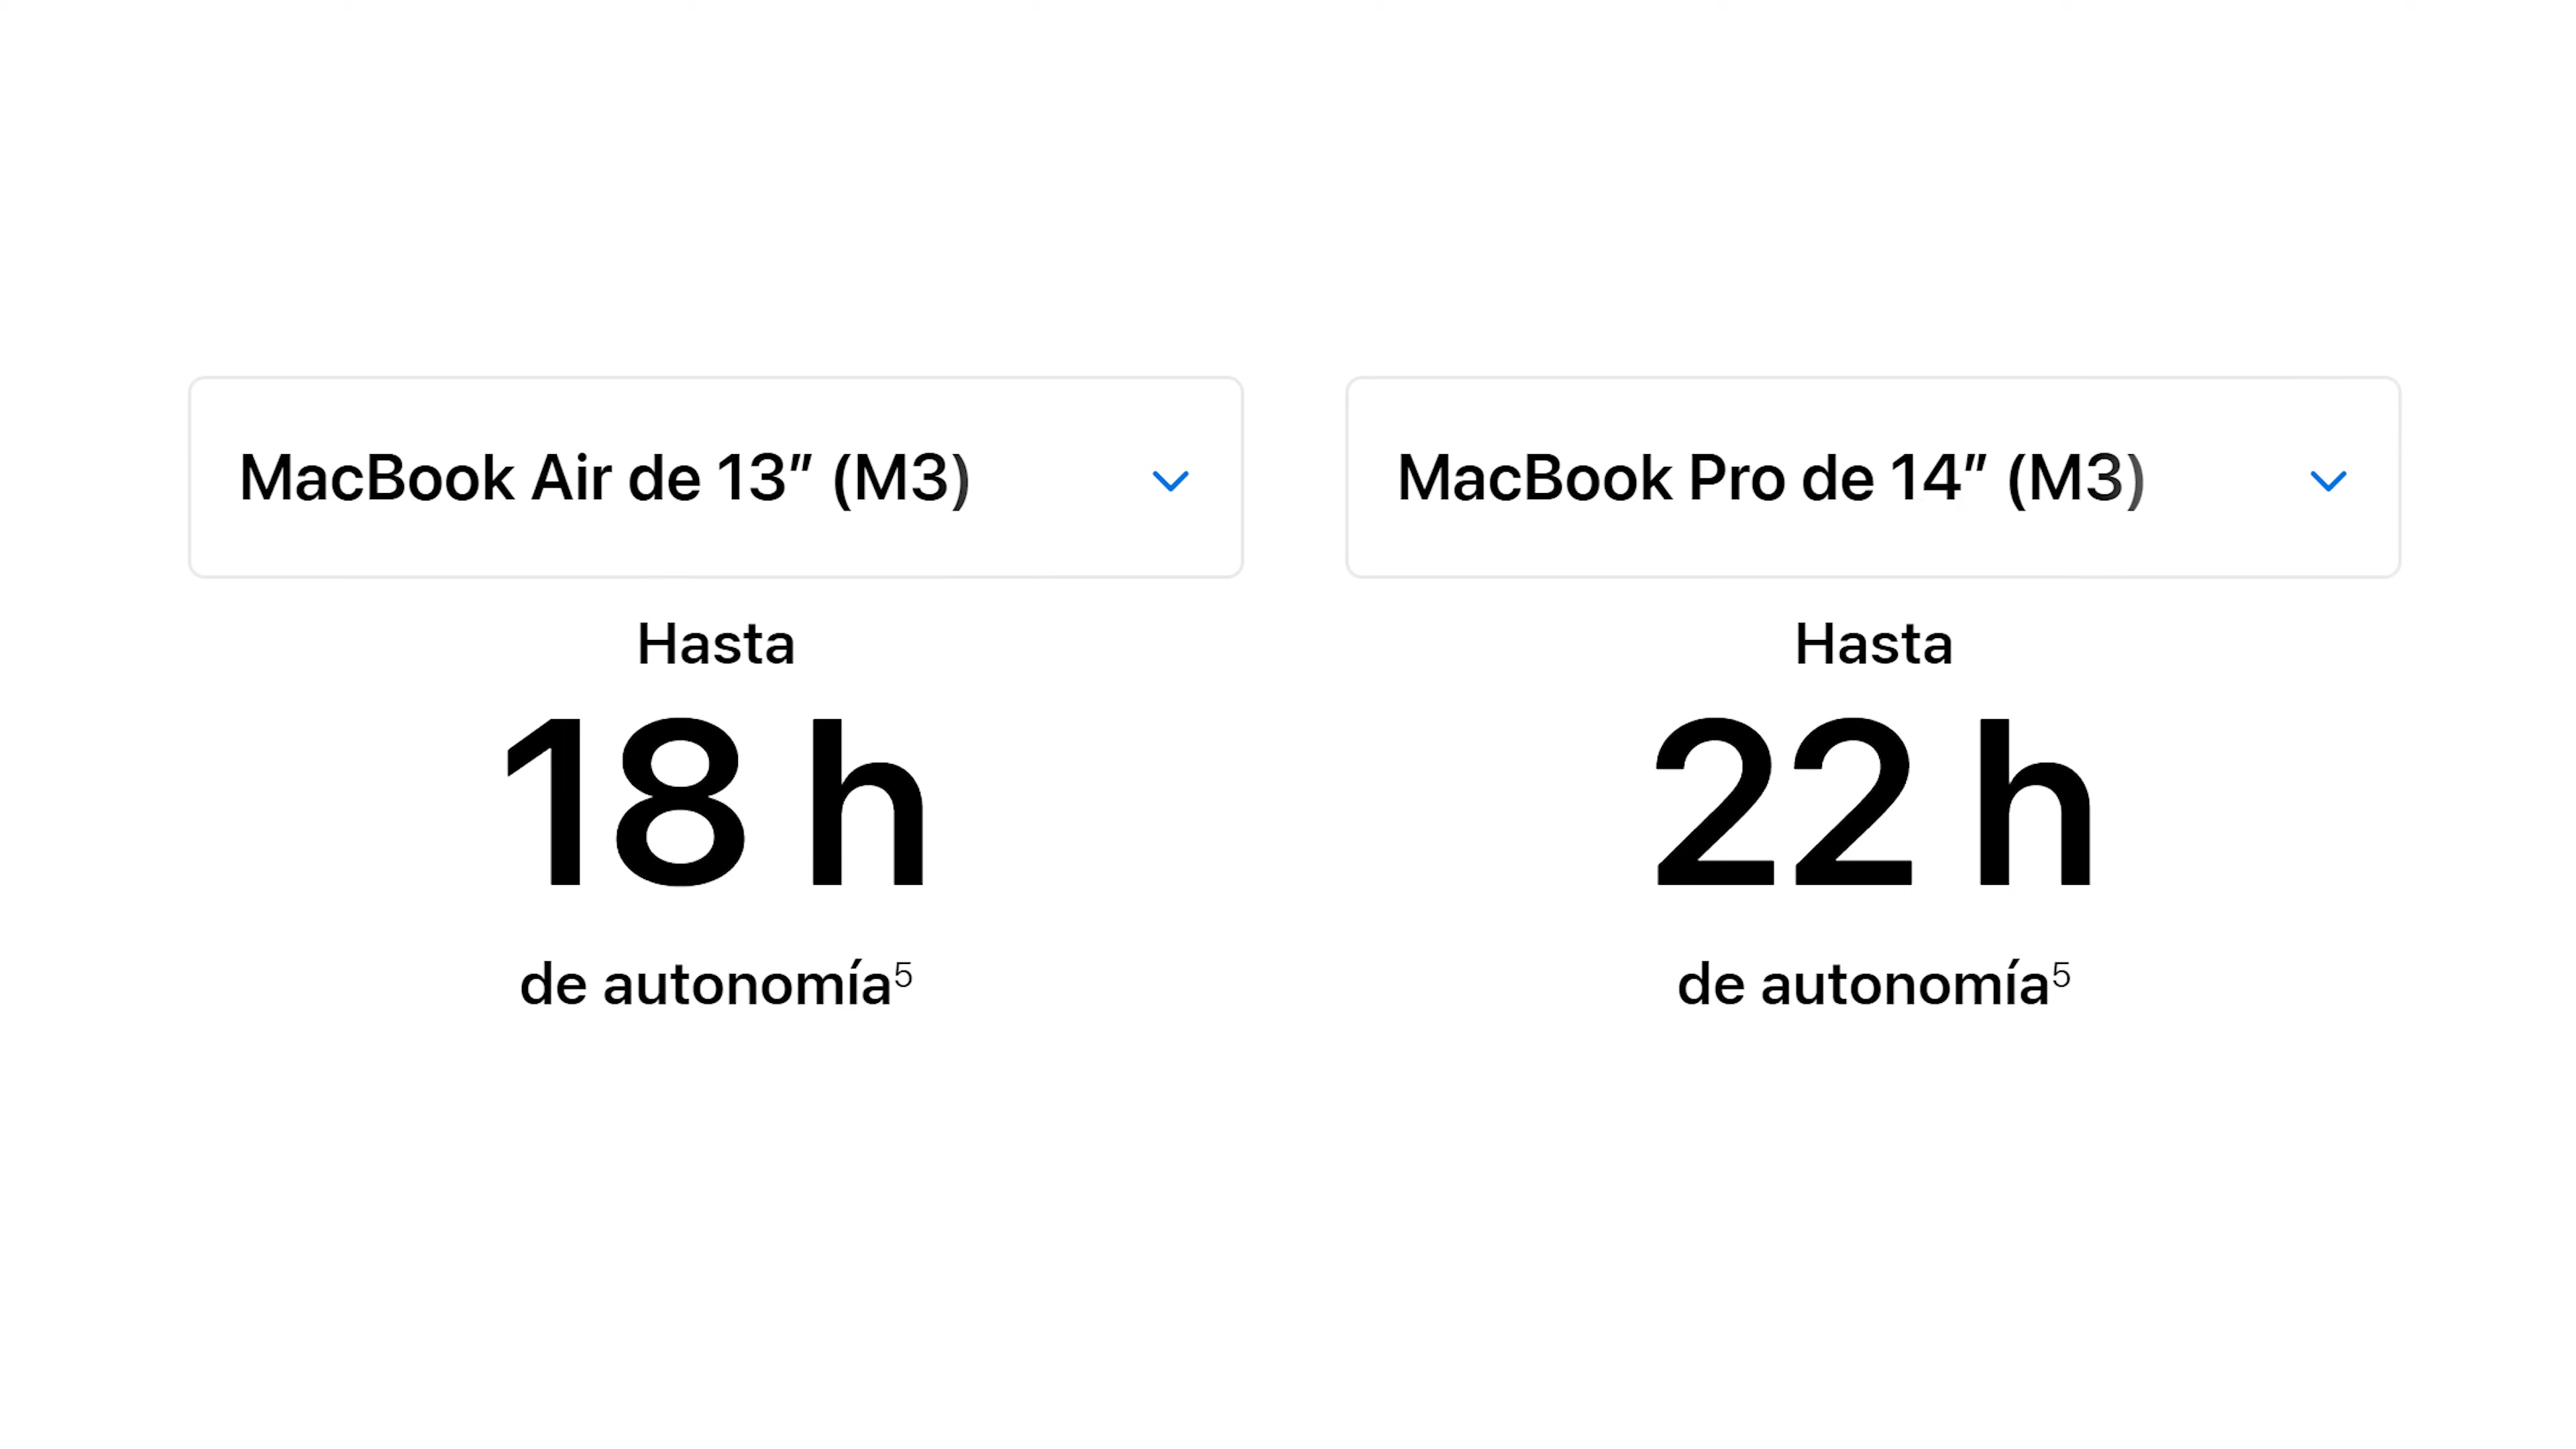 MacBook Air de 13″ (M3)
Hasta
18 h
de autonomía⁵
MacBook Pro de 14″ (M3)
Hasta
22 h
de autonomía⁵